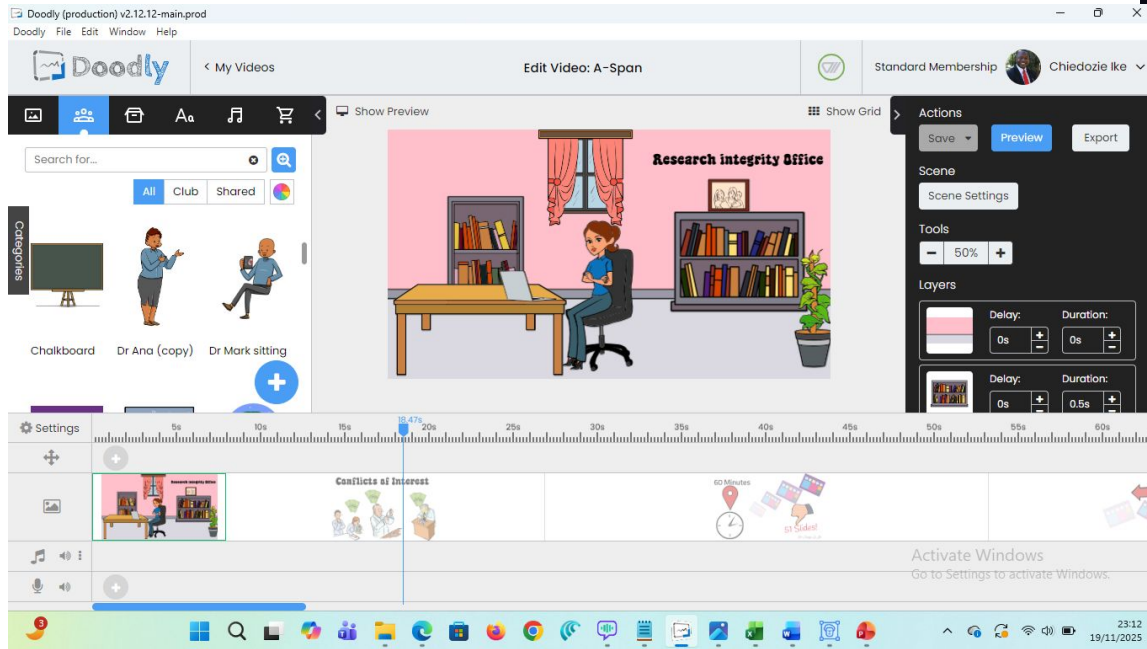 Doodly (production) v2.12.12-main.prod
Doodly File Edit Window Help
Doodly
< My Videos
Edit Video: A-Span
Standard Membership
Chiedozie Ike
Show Preview
Show Grid
Actions
Save
Preview
Export
Search for...
All Club Shared
Categories
Chalkboard
Dr Ana (copy)
Dr Mark sitting
Research integrity Office
Scene
Scene Settings
Tools
- 50% +
Layers
Delay: Duration:
0s + - 0s + -
Delay: Duration:
0s + - 0.5s + -
Settings
18.47s
5s 10s 15s 20s 25s 30s 35s 40s 45s 50s 55s 60s
Research integrity Office
Conflicts of Interest
60 Minutes
51 Slides!
Activate Windows
Go to Settings to activate Windows.
3
23:12
19/11/2025